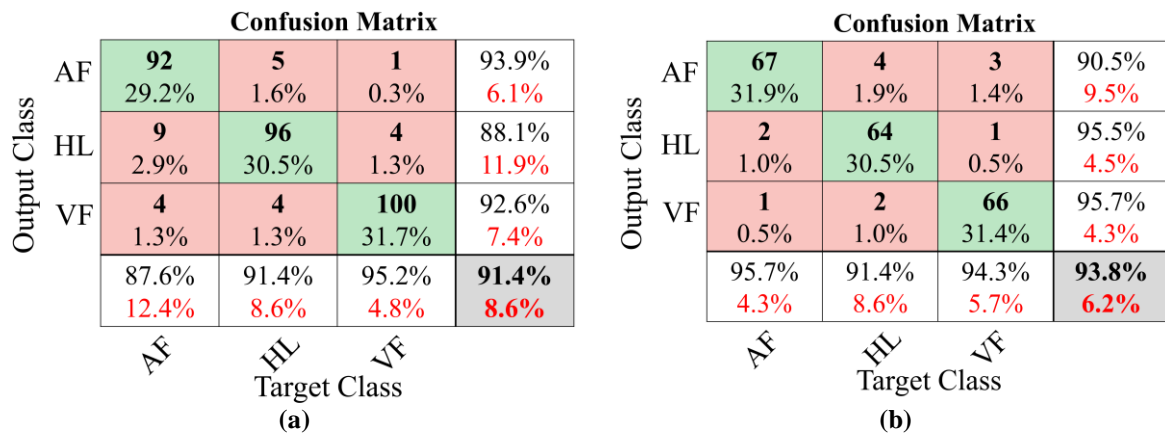 Confusion Matrix
AF 92 5 1 93.9%
29.2% 1.6% 0.3% 6.1%
HL 9 96 4 88.1%
2.9% 30.5% 1.3% 11.9%
VF 4 4 100 92.6%
1.3% 1.3% 31.7% 7.4%
87.6% 91.4% 95.2% 91.4%
12.4% 8.6% 4.8% 8.6%
AF HL VF
Output Class
Target Class
(a)
Confusion Matrix
AF 67 4 3 90.5%
31.9% 1.9% 1.4% 9.5%
HL 2 64 1 95.5%
1.0% 30.5% 0.5% 4.5%
VF 1 2 66 95.7%
0.5% 1.0% 31.4% 4.3%
95.7% 91.4% 94.3% 93.8%
4.3% 8.6% 5.7% 6.2%
AF HL VF
Output Class
Target Class
(b)